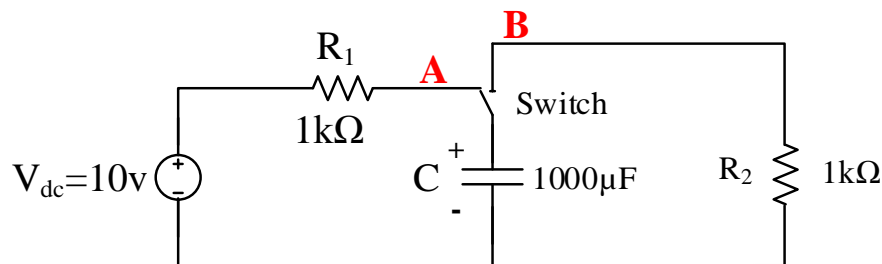 B
R1
A
Switch
1kΩ
+
Vdc=10v
+
-
C
1000μF
-
R2
1kΩ